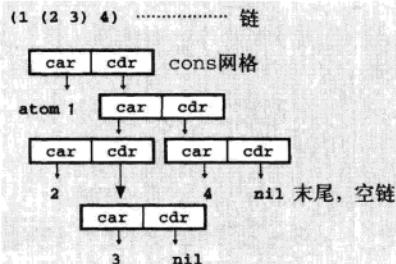 (1 (2 3) 4) ················ 链
car cdr cons网格
atom 1 car cdr
car cdr car cdr
2 4 nil 末尾，空链
car cdr
3 nil